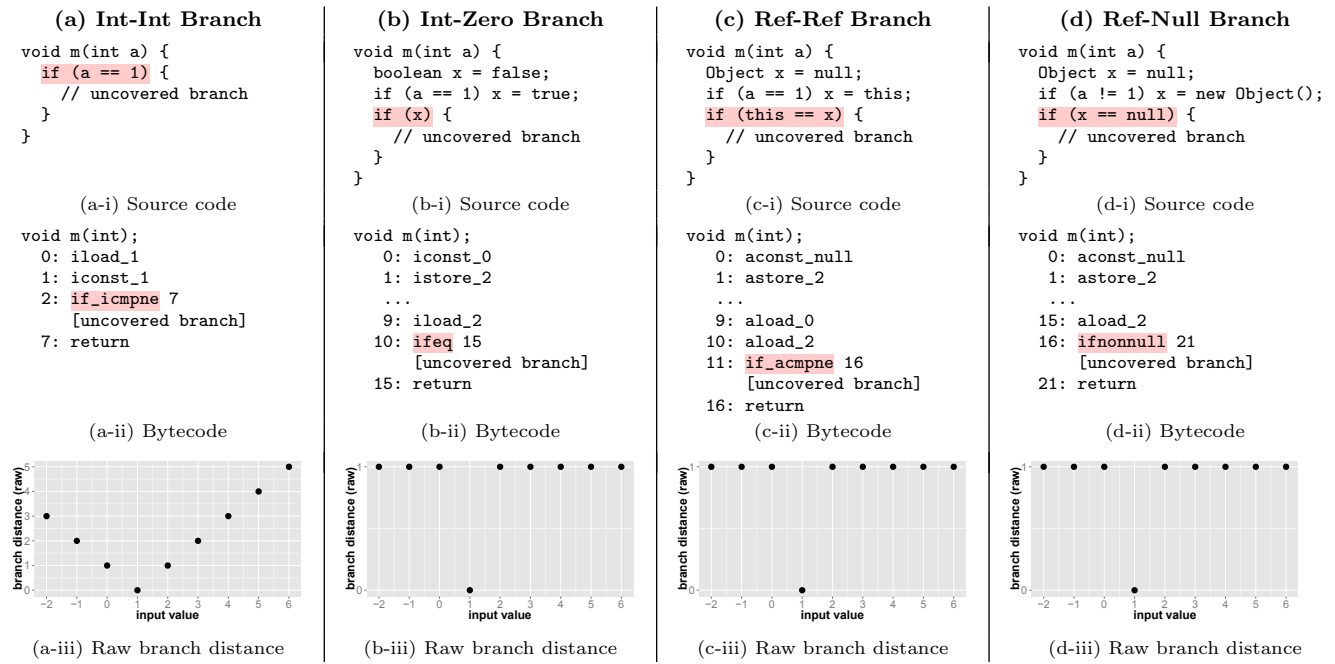 (a) Int-Int Branch
void m(int a) {
  if (a == 1) {
    // uncovered branch
  }
}
(a-i) Source code
void m(int);
  0: iload_1
  1: iconst_1
  2: if_icmpne 7
     [uncovered branch]
  7: return
(a-ii) Bytecode
branch distance (raw)
5
4
3
2
1
0
−2 −1 0 1 2 3 4 5 6
input value
(a-iii) Raw branch distance
(b) Int-Zero Branch
void m(int a) {
  boolean x = false;
  if (a == 1) x = true;
  if (x) {
    // uncovered branch
  }
}
(b-i) Source code
void m(int);
   0: iconst_0
   1: istore_2
   ...
   9: iload_2
  10: ifeq 15
      [uncovered branch]
  15: return
(b-ii) Bytecode
branch distance (raw)
1
0
−2 −1 0 1 2 3 4 5 6
input value
(b-iii) Raw branch distance
(c) Ref-Ref Branch
void m(int a) {
  Object x = null;
  if (a == 1) x = this;
  if (this == x) {
    // uncovered branch
  }
}
(c-i) Source code
void m(int);
   0: aconst_null
   1: astore_2
   ...
   9: aload_0
  10: aload_2
  11: if_acmpne 16
      [uncovered branch]
  16: return
(c-ii) Bytecode
branch distance (raw)
1
0
−2 −1 0 1 2 3 4 5 6
input value
(c-iii) Raw branch distance
(d) Ref-Null Branch
void m(int a) {
  Object x = null;
  if (a != 1) x = new Object();
  if (x == null) {
    // uncovered branch
  }
}
(d-i) Source code
void m(int);
   0: aconst_null
   1: astore_2
   ...
  15: aload_2
  16: ifnonnull 21
      [uncovered branch]
  21: return
(d-ii) Bytecode
branch distance (raw)
1
0
−2 −1 0 1 2 3 4 5 6
input value
(d-iii) Raw branch distance